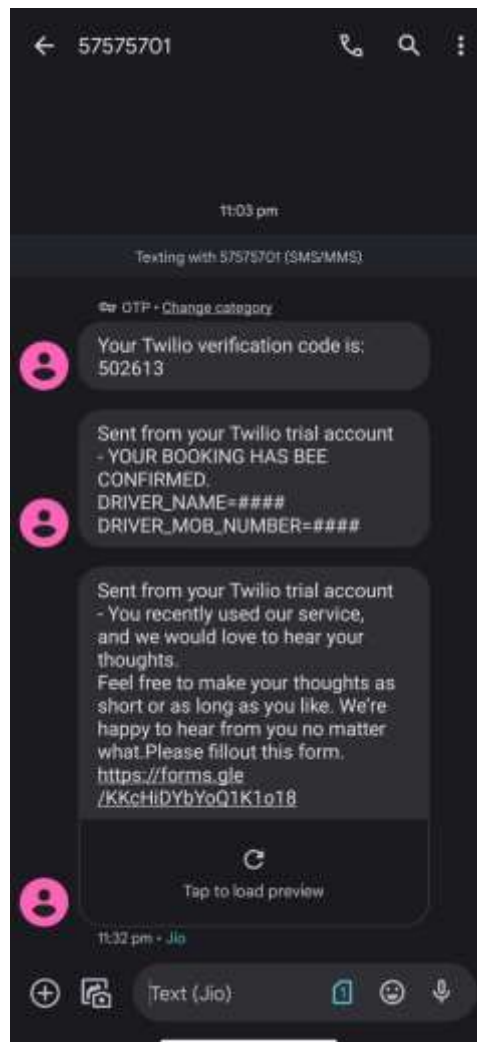 57575701
11:03 pm
Texting with 57575701 (SMS/MMS)
OTP • Change category
Your Twilio verification code is:
502613
Sent from your Twilio trial account
- YOUR BOOKING HAS BEE
CONFIRMED.
DRIVER_NAME=####
DRIVER_MOB_NUMBER=####
Sent from your Twilio trial account
- You recently used our service,
and we would love to hear your
thoughts.
Feel free to make your thoughts as
short or as long as you like. We're
happy to hear from you no matter
what.Please fillout this form.
https://forms.gle
/KKcHiDYbYoQ1K1o18
Tap to load preview
11:32 pm • Jio
Text (Jio)
1